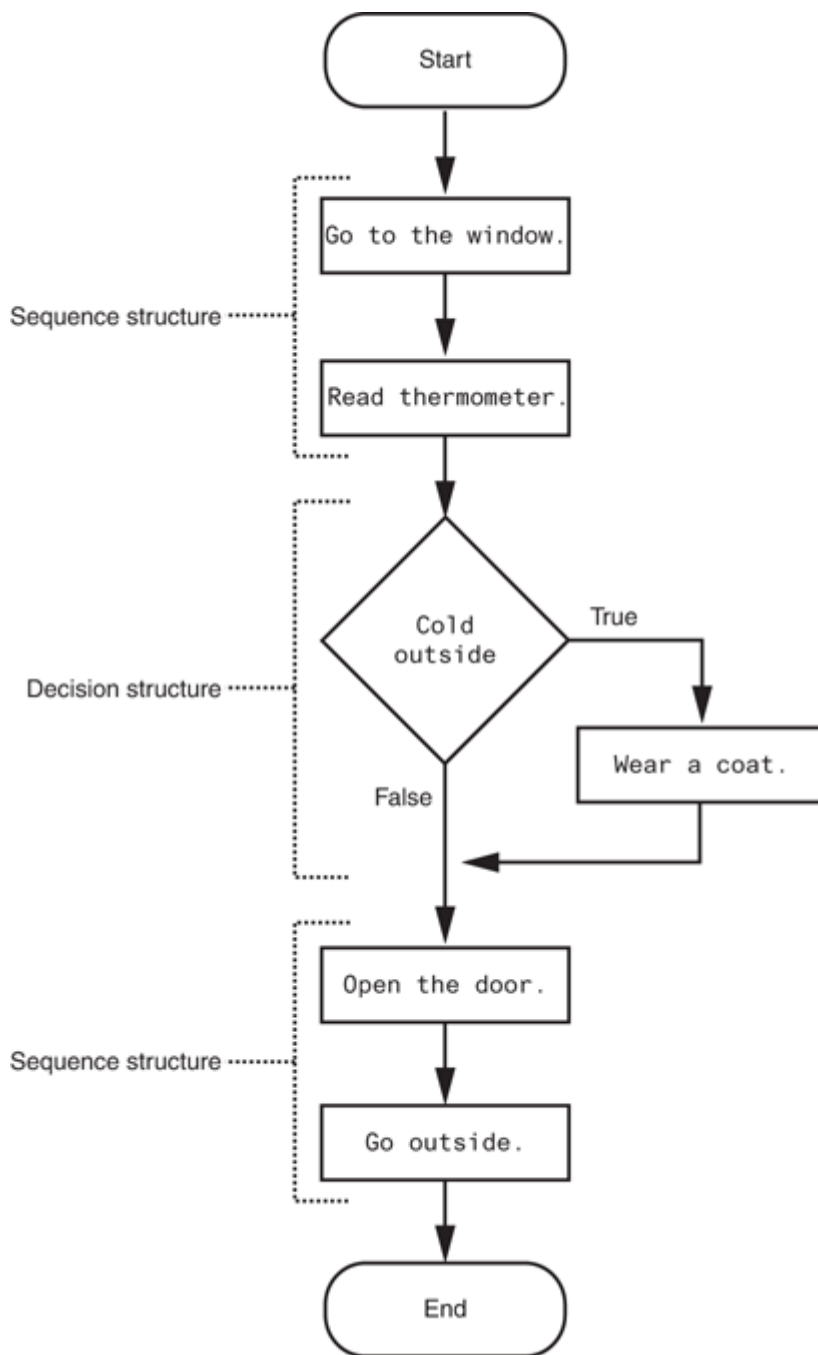 Start
Go to the window.
Sequence structure
Read thermometer.
Cold
outside
True
Decision structure
Wear a coat.
False
Open the door.
Sequence structure
Go outside.
End